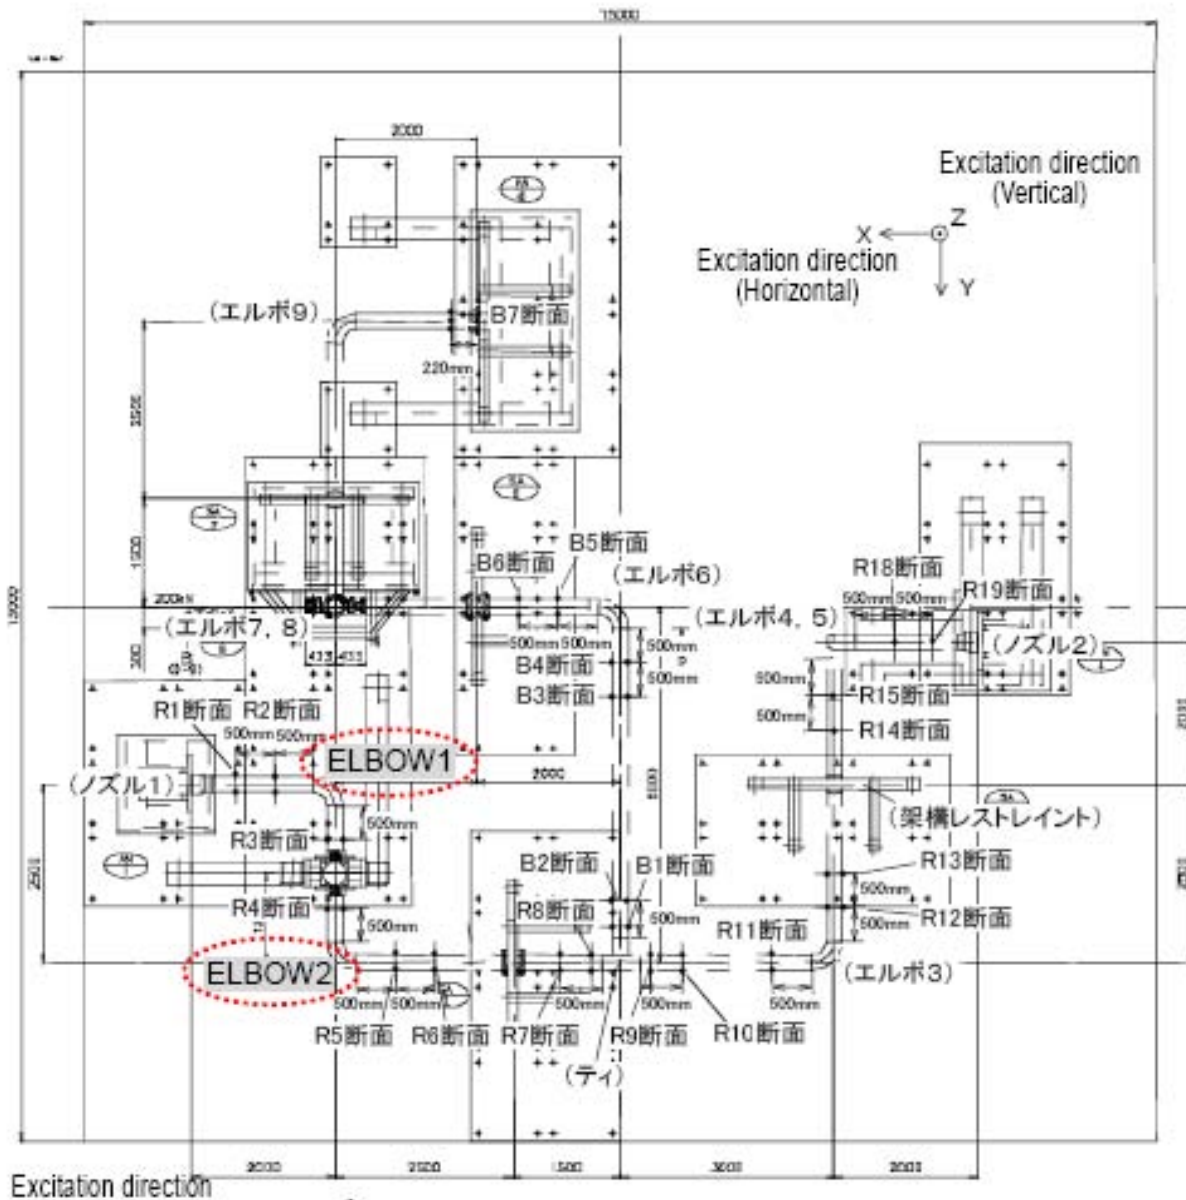 15000
2000
Excitation direction
(Vertical)
Z
X
Excitation direction
(Horizontal)
Y
(エルボ9)
B7断面
220mm
1500
B5断面
B6断面
(エルボ6)
R18断面
500mm 500mm
R19断面
(エルボ4, 5)
(ノズル2)
(エルボ7, 8)
500mm 500mm
500mm
433 433
B4断面
500mm
B3断面
500mm
R15断面
500mm
R14断面
R1断面 R2断面
500mm 500mm
ELBOW1
(ノズル1)
2000
500mm
(架構レストレイント)
R3断面
R13断面
B2断面
B1断面
500mm
R4断面
R8断面
R12断面
500mm
500mm
500mm
R11断面
2500
ELBOW2
(エルボ3)
500mm 500mm
500mm
500mm
500mm
R5断面
R6断面
R7断面
R9断面
R10断面
(ティ)
2000
2500
1500
3000
2000
Excitation direction